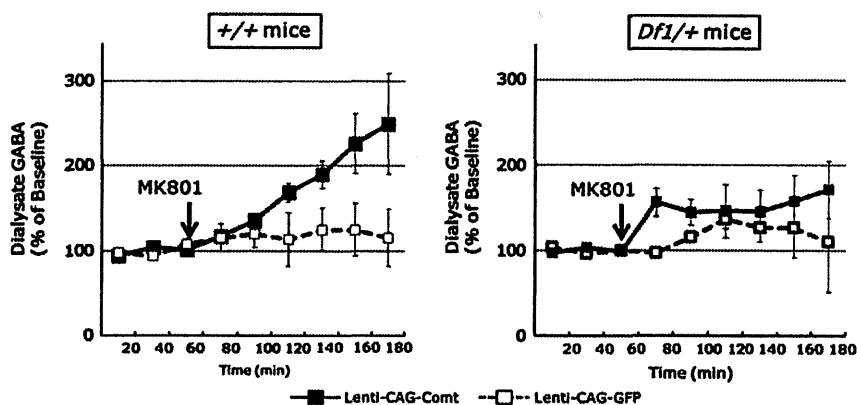 +/+ mice
Df1/+ mice
Dialysate GABA
(% of Baseline)
300
200
100
0
MK801
20 40 60 80 100 120 140 160 180
Time (min)
Dialysate GABA
(% of Baseline)
300
200
100
0
MK801
20 40 60 80 100 120 140 160 180
Time (min)
Lenti-CAG-Comt
Lenti-CAG-GFP